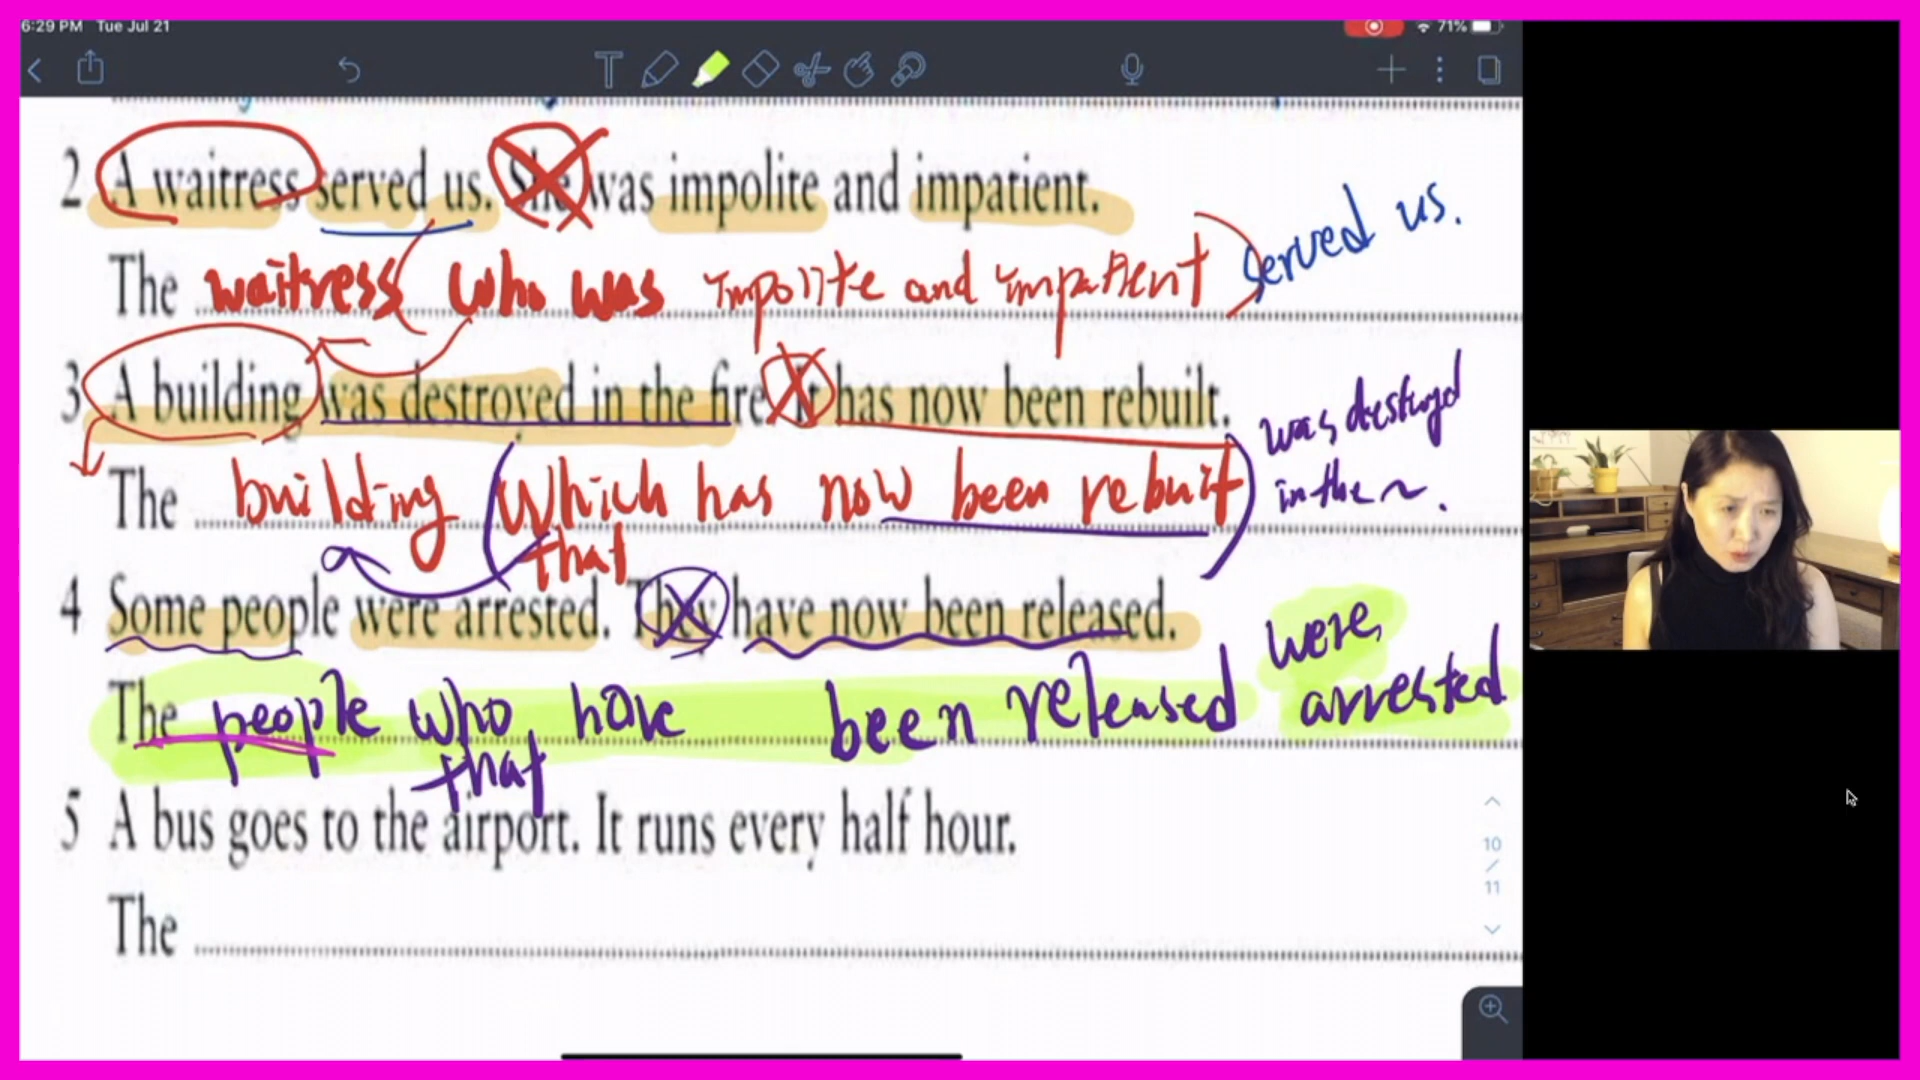 6:29 PM Tue Jul 21
71%
2 A waitress served us. She was impolite and impatient.
served us.
The waitress who was impolite and impatient
3 A building was destroyed in the fire. It has now been rebuilt.
was destroyed
in the
The building which has now been rebuilt
that
4 Some people were arrested. They have now been released.
were
arrested
The people who have been released
that
5 A bus goes to the airport. It runs every half hour.
10
/
11
The